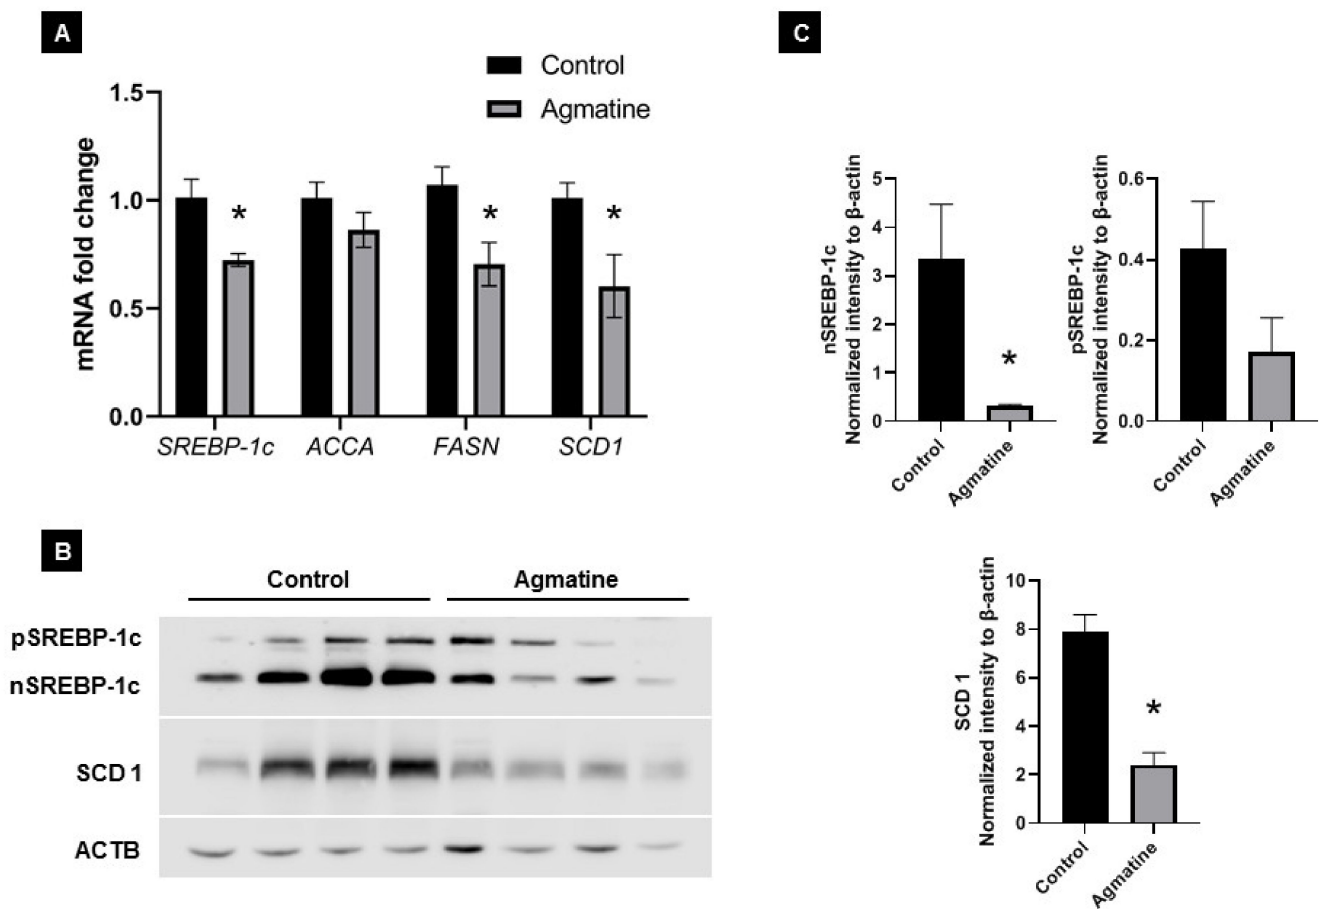 A
Control
Agmatine
mRNA fold change
1.5
1.0
0.5
0.0
*
*
*
SREBP-1c ACCA FASN SCD1
B
Control Agmatine
pSREBP-1c
nSREBP-1c
SCD 1
ACTB
C
nSREBP-1c
Normalized intensity to β-actin
5
4
3
2
1
0
*
Control
Agmatine
pSREBP-1c
Normalized intensity to β-actin
0.6
0.4
0.2
0.0
Control
Agmatine
SCD 1
Normalized intensity to β-actin
10
8
6
4
2
0
*
Control
Agmatine